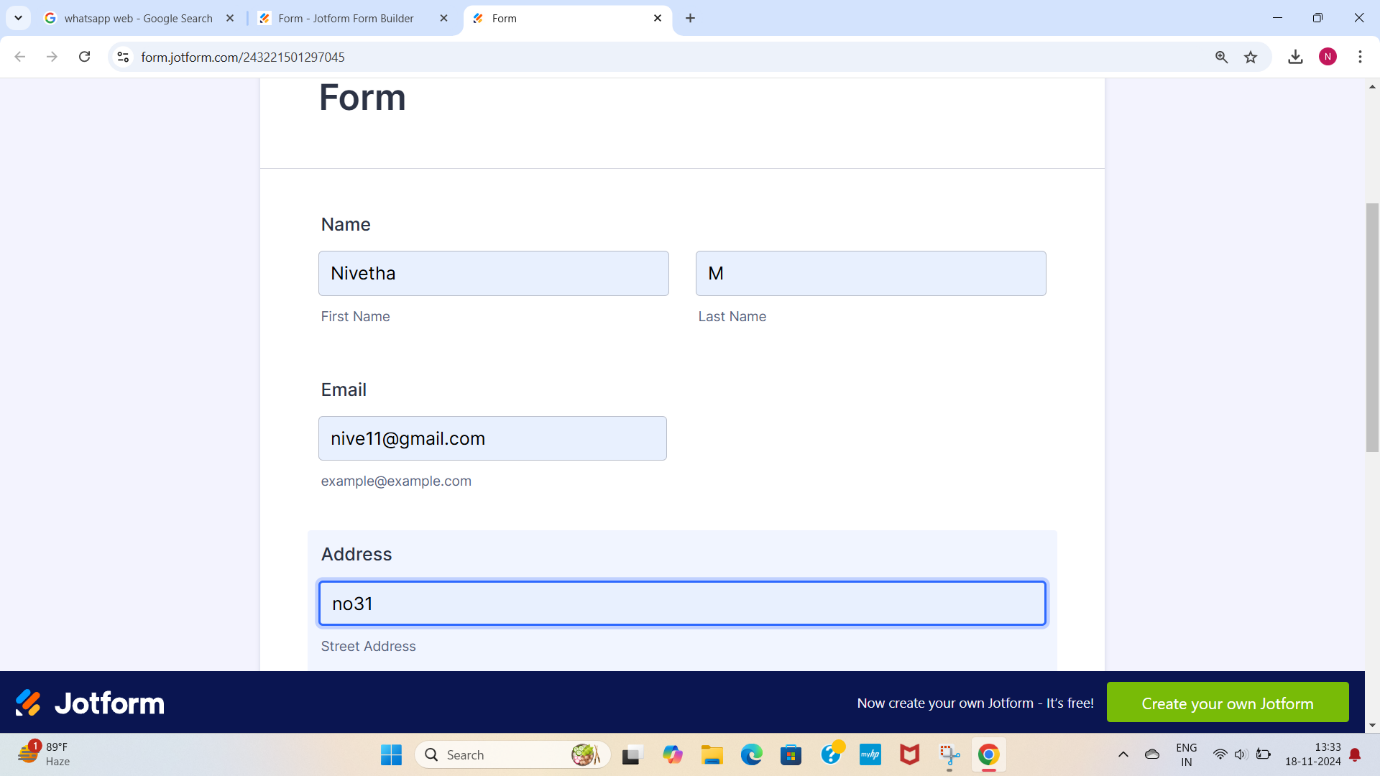 whatsapp web - Google Search
Form - Jotform Form Builder
Form
form.jotform.com/243221501297045
N
Form
Name
Nivetha
M
First Name
Last Name
Email
nive11@gmail.com
example@example.com
Address
no31
Street Address
Jotform
Now create your own Jotform - It's free!
Create your own Jotform
1
89°F
Haze
Search
myhp
ENG
IN
13:33
18-11-2024